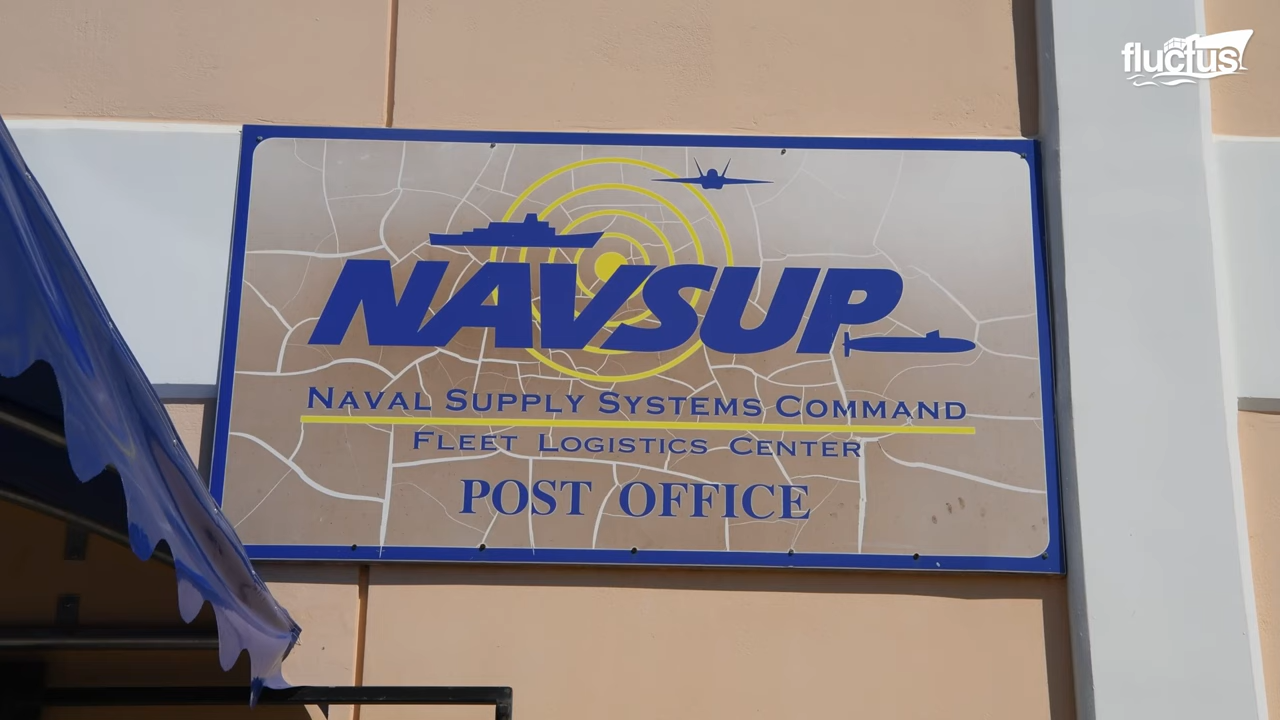 fluctus
NAVSUP
NAVAL SUPPLY SYSTEMS COMMAND
FLEET LOGISTICS CENTER
POST OFFICE